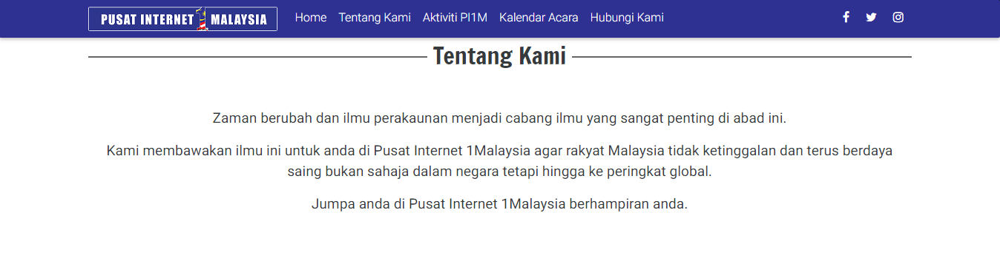 PUSAT INTERNET 1 MALAYSIA Home Tentang Kami Aktiviti PI1M Kalendar Acara Hubungi Kami
Tentang Kami
Zaman berubah dan ilmu perakaunan menjadi cabang ilmu yang sangat penting di abad ini.
Kami membawakan ilmu ini untuk anda di Pusat Internet 1Malaysia agar rakyat Malaysia tidak ketinggalan dan terus berdaya
saing bukan sahaja dalam negara tetapi hingga ke peringkat global.
Jumpa anda di Pusat Internet 1Malaysia berhampiran anda.